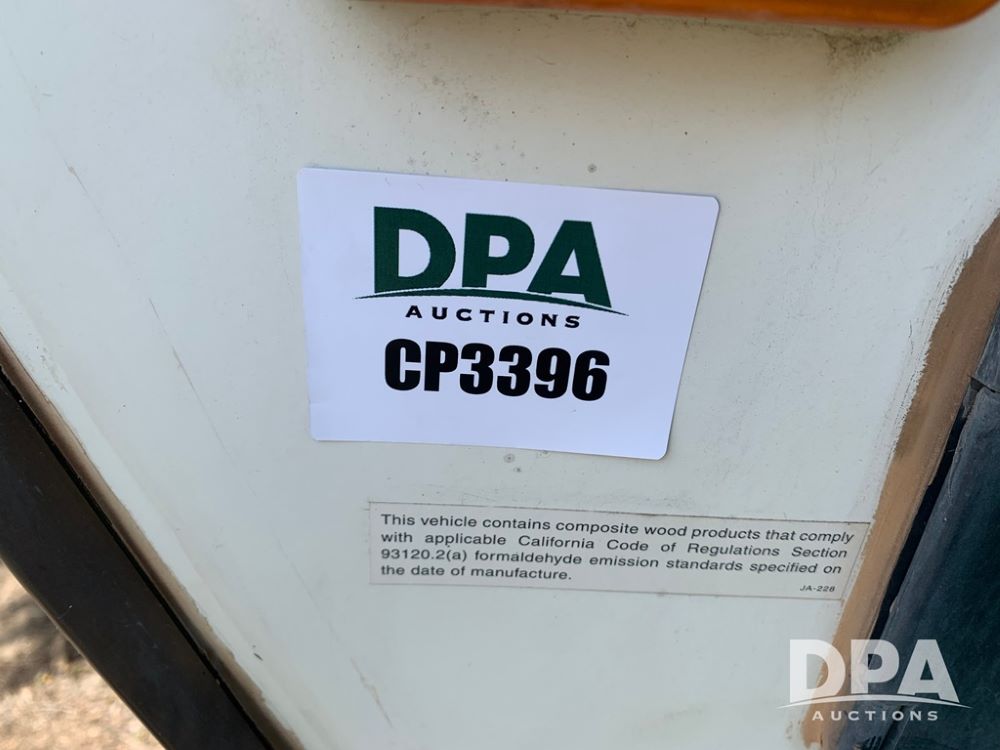 DPA
AUCTIONS
CP3396
This vehicle contains composite wood products that comply
with applicable California Code of Regulations Section
93120.2(a) formaldehyde emission standards specified on
the date of manufacture.
JA-228
DPA
AUCTIONS